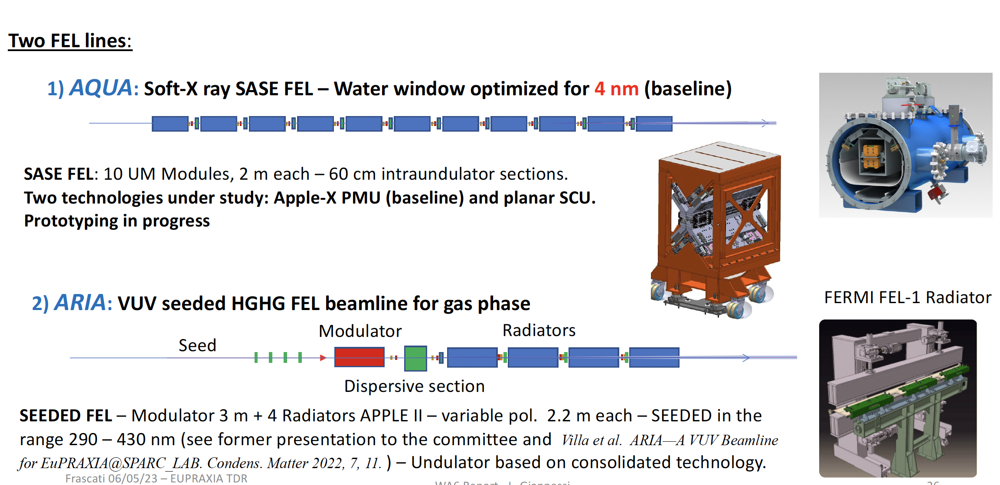 Two FEL lines:
1) AQUA: Soft-X ray SASE FEL – Water window optimized for 4 nm (baseline)
SASE FEL: 10 UM Modules, 2 m each – 60 cm intraundulator sections.
Two technologies under study: Apple-X PMU (baseline) and planar SCU.
Prototyping in progress
FERMI FEL-1 Radiator
2) ARIA: VUV seeded HGHG FEL beamline for gas phase
Modulator
Radiators
Seed
Dispersive section
SEEDED FEL – Modulator 3 m + 4 Radiators APPLE II – variable pol. 2.2 m each – SEEDED in the
range 290 – 430 nm (see former presentation to the committee and Villa et al. ARIA—A VUV Beamline
for EuPRAXIA@SPARC_LAB. Condens. Matter 2022, 7, 11. ) – Undulator based on consolidated technology.
Frascati 06/05/23 – EUPRAXIA TDR
WA6 Report L. Giannessi
26